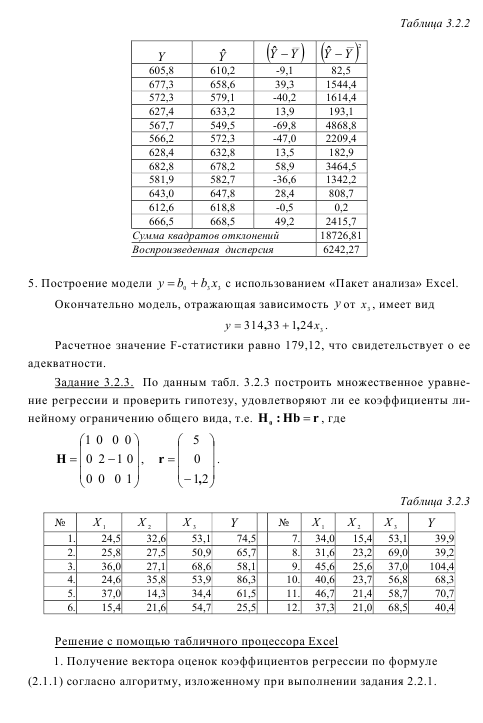 Таблица 3.2.2
Y Ŷ (Ŷ − Y̅) (Ŷ − Y̅)²
605,8 610,2 -9,1 82,5
677,3 658,6 39,3 1544,4
572,3 579,1 -40,2 1614,4
627,4 633,2 13,9 193,1
567,7 549,5 -69,8 4868,8
566,2 572,3 -47,0 2209,4
628,4 632,8 13,5 182,9
682,8 678,2 58,9 3464,5
581,9 582,7 -36,6 1342,2
643,0 647,8 28,4 808,7
612,6 618,8 -0,5 0,2
666,5 668,5 49,2 2415,7
Сумма квадратов отклонений 18726,81
Воспроизведенная дисперсия 6242,27
5. Построение модели y = b₀ + b₃x₃ с использованием «Пакет анализа» Excel.
Окончательно модель, отражающая зависимость y от x₃, имеет вид
y = 314,33 + 1,24x₃.
Расчетное значение F-статистики равно 179,12, что свидетельствует о ее
адекватности.
Задание 3.2.3. По данным табл. 3.2.3 построить множественное уравне-
ние регрессии и проверить гипотезу, удовлетворяют ли ее коэффициенты ли-
нейному ограничению общего вида, т.е. H₀ : Hb = r, где
(1 0 0 0) ( 5 )
H = (0 2 −1 0), r = ( 0 ).
(0 0 0 1) (−1,2)
Таблица 3.2.3
№ X₁ X₂ X₃ Y № X₁ X₂ X₃ Y
1. 24,5 32,6 53,1 74,5 7. 34,0 15,4 53,1 39,9
2. 25,8 27,5 50,9 65,7 8. 31,6 23,2 69,0 39,2
3. 36,0 27,1 68,6 58,1 9. 45,6 25,6 37,0 104,4
4. 24,6 35,8 53,9 86,3 10. 40,6 23,7 56,8 68,3
5. 37,0 14,3 34,4 61,5 11. 46,7 21,4 58,7 70,7
6. 15,4 21,6 54,7 25,5 12. 37,3 21,0 68,5 40,4
Решение с помощью табличного процессора Excel
1. Получение вектора оценок коэффициентов регрессии по формуле
(2.1.1) согласно алгоритму, изложенному при выполнении задания 2.2.1.